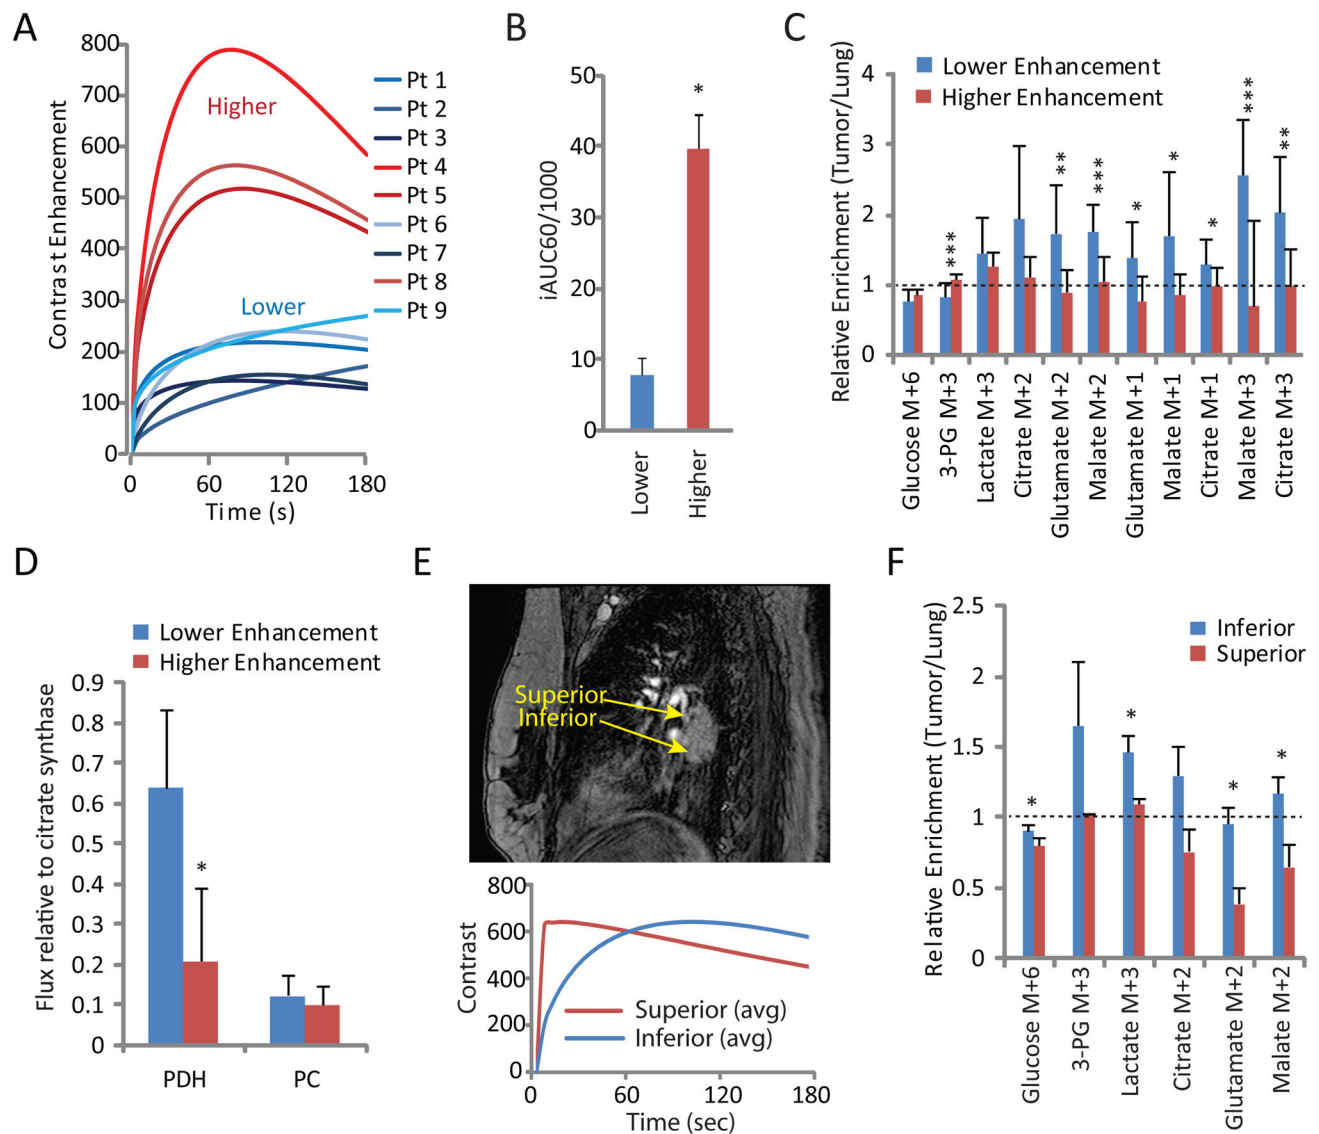 A
Contrast Enhancement
800
700
600
500
400
300
200
100
0
0 60 120 180
Time (s)
Higher
Lower
Pt 1
Pt 2
Pt 3
Pt 4
Pt 5
Pt 6
Pt 7
Pt 8
Pt 9
B
iAUC60/1000
50
40
30
20
10
0
*
Lower
Higher
C
Relative Enrichment (Tumor/Lung)
Lower Enhancement
Higher Enhancement
4
3
2
1
0
***
**
***
*
*
*
***
**
Glucose M+6
3-PG M+3
Lactate M+3
Citrate M+2
Glutamate M+2
Malate M+2
Glutamate M+1
Malate M+1
Citrate M+1
Malate M+3
Citrate M+3
D
Lower Enhancement
Higher Enhancement
Flux relative to citrate synthase
0.9
0.8
0.7
0.6
0.5
0.4
0.3
0.2
0.1
0
*
PDH PC
E
Superior
Inferior
Contrast
800
600
400
200
0
Superior (avg)
Inferior (avg)
0 60 120 180
Time (sec)
F
Relative Enrichment (Tumor/Lung)
2.5
2
1.5
1
0.5
0
Inferior
Superior
*
*
*
*
Glucose M+6
3-PG M+3
Lactate M+3
Citrate M+2
Glutamate M+2
Malate M+2